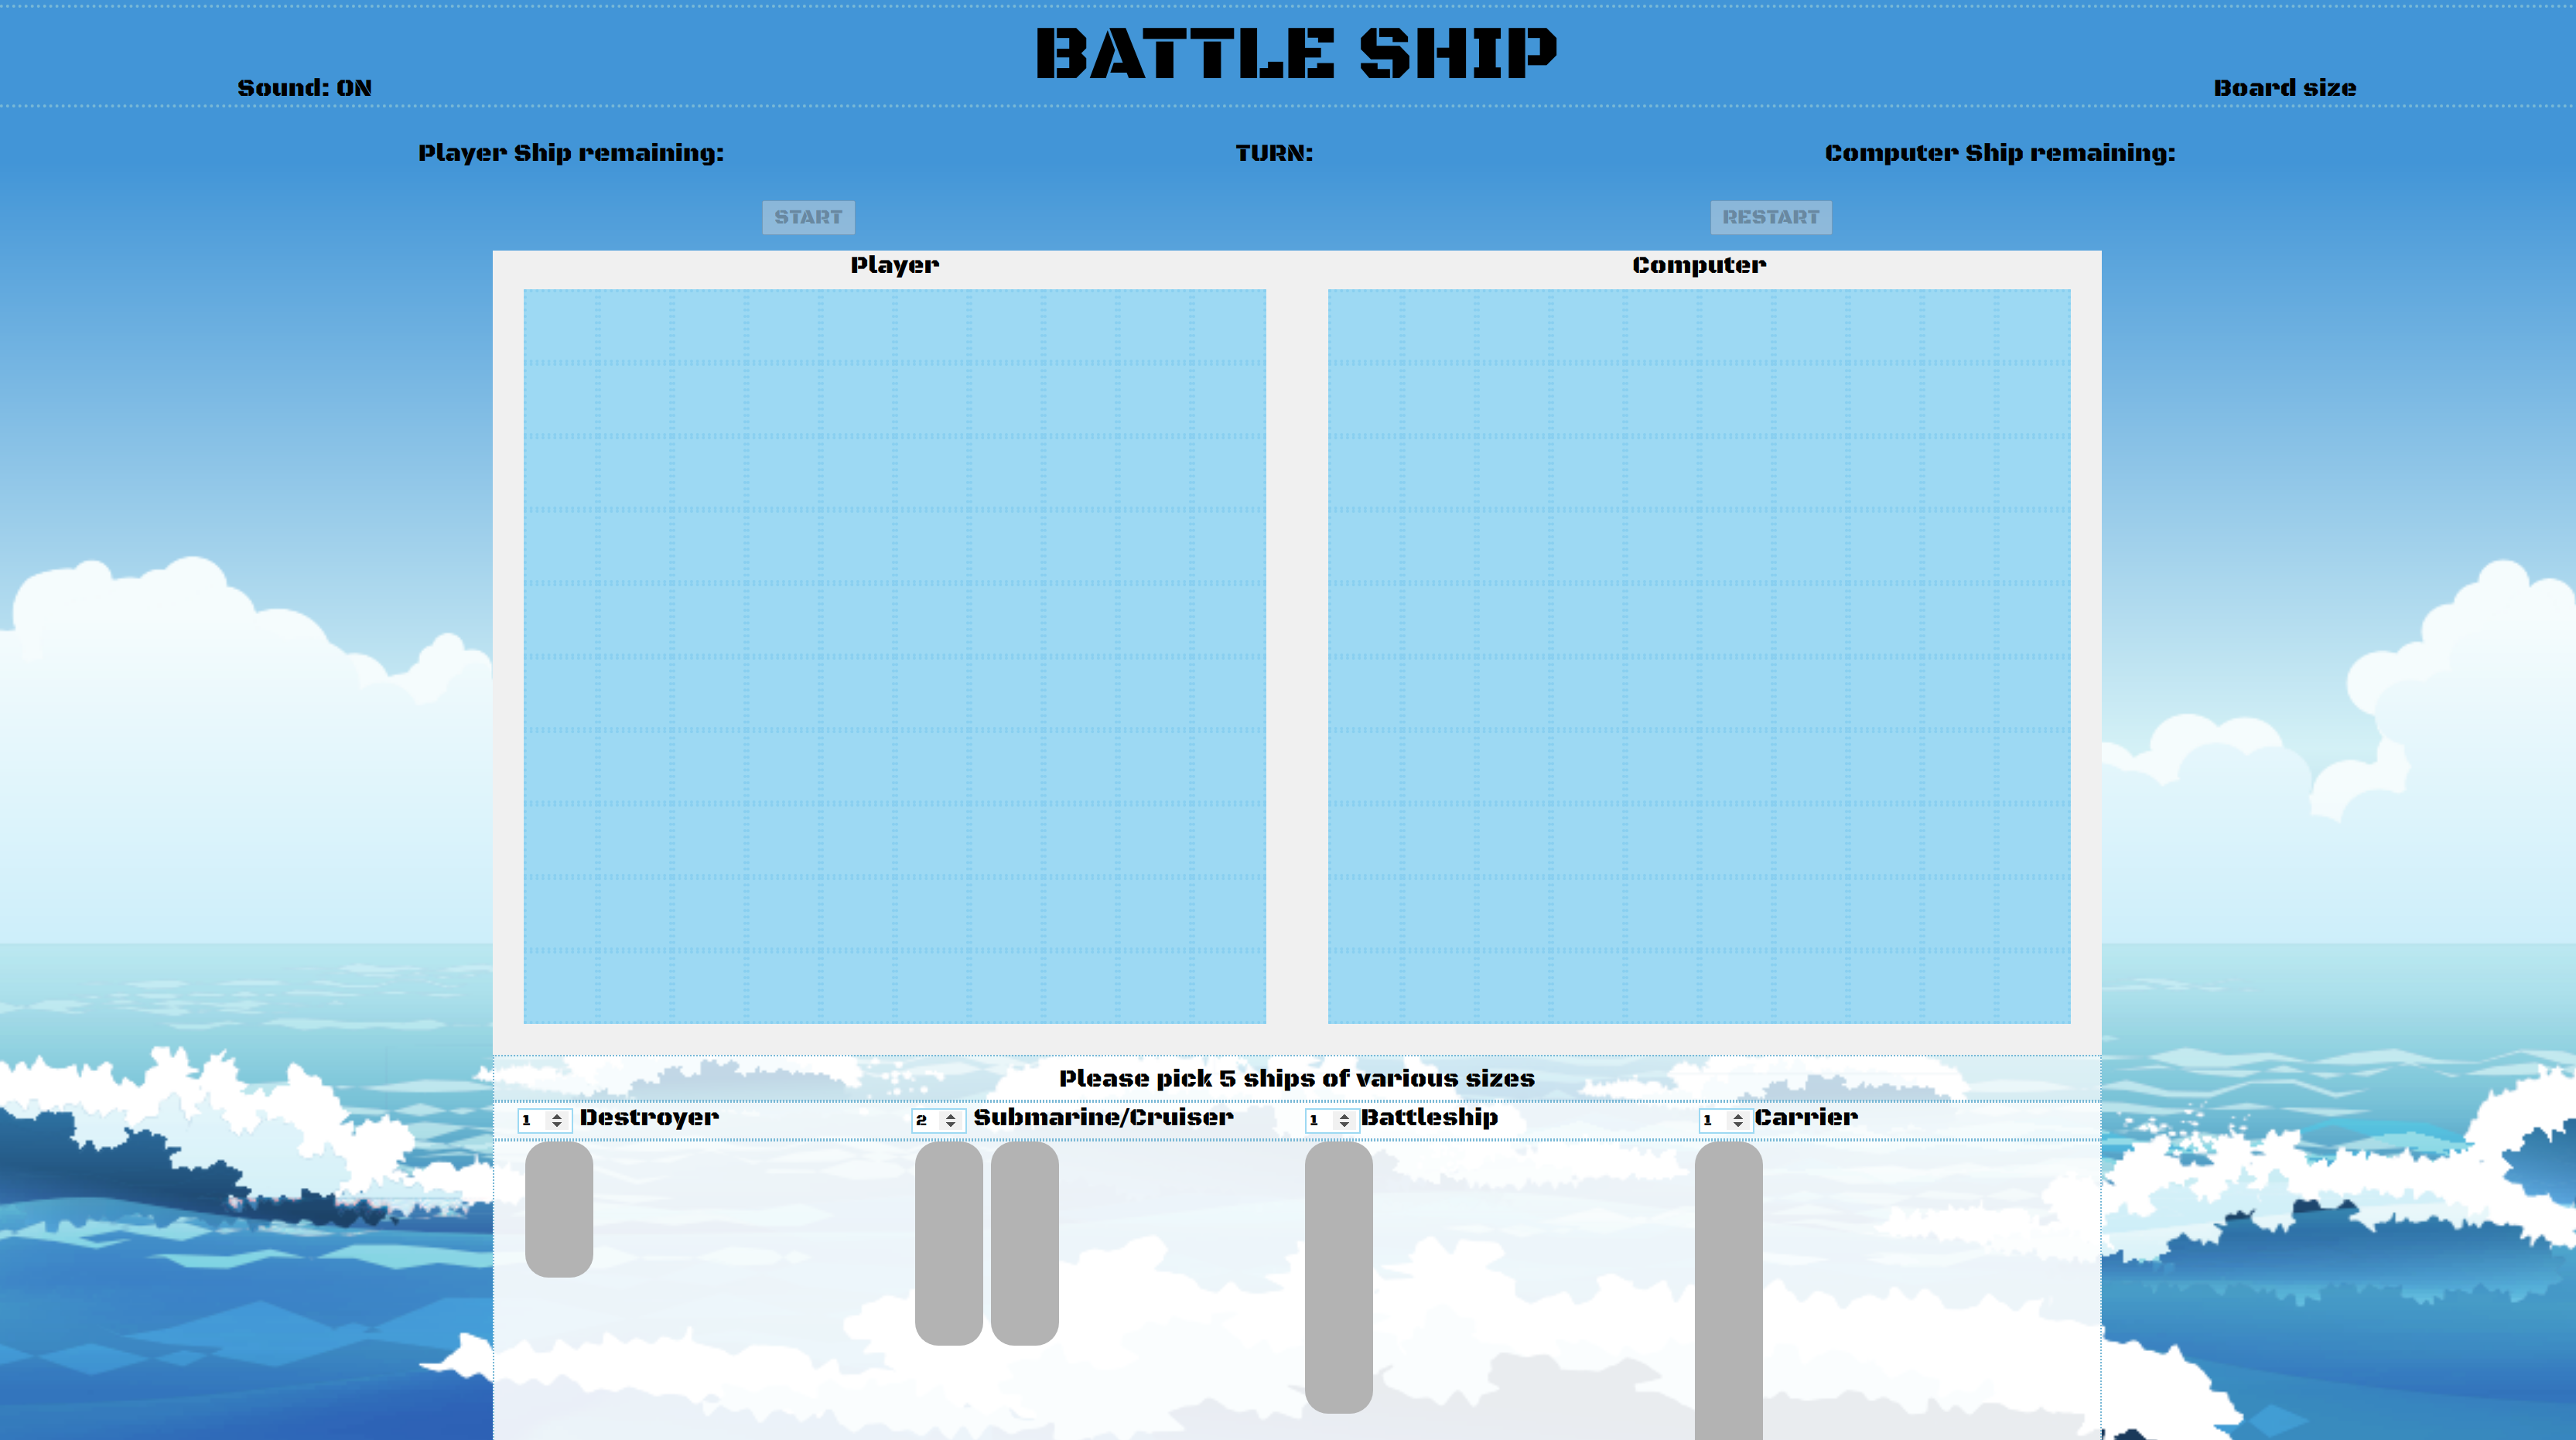 BATTLE SHIP
Sound: ON
Board size
Player Ship remaining:
TURN:
Computer Ship remaining:
START
RESTART
Player
Computer
Please pick 5 ships of various sizes
1 Destroyer
2 Submarine/Cruiser
1 Battleship
1 Carrier